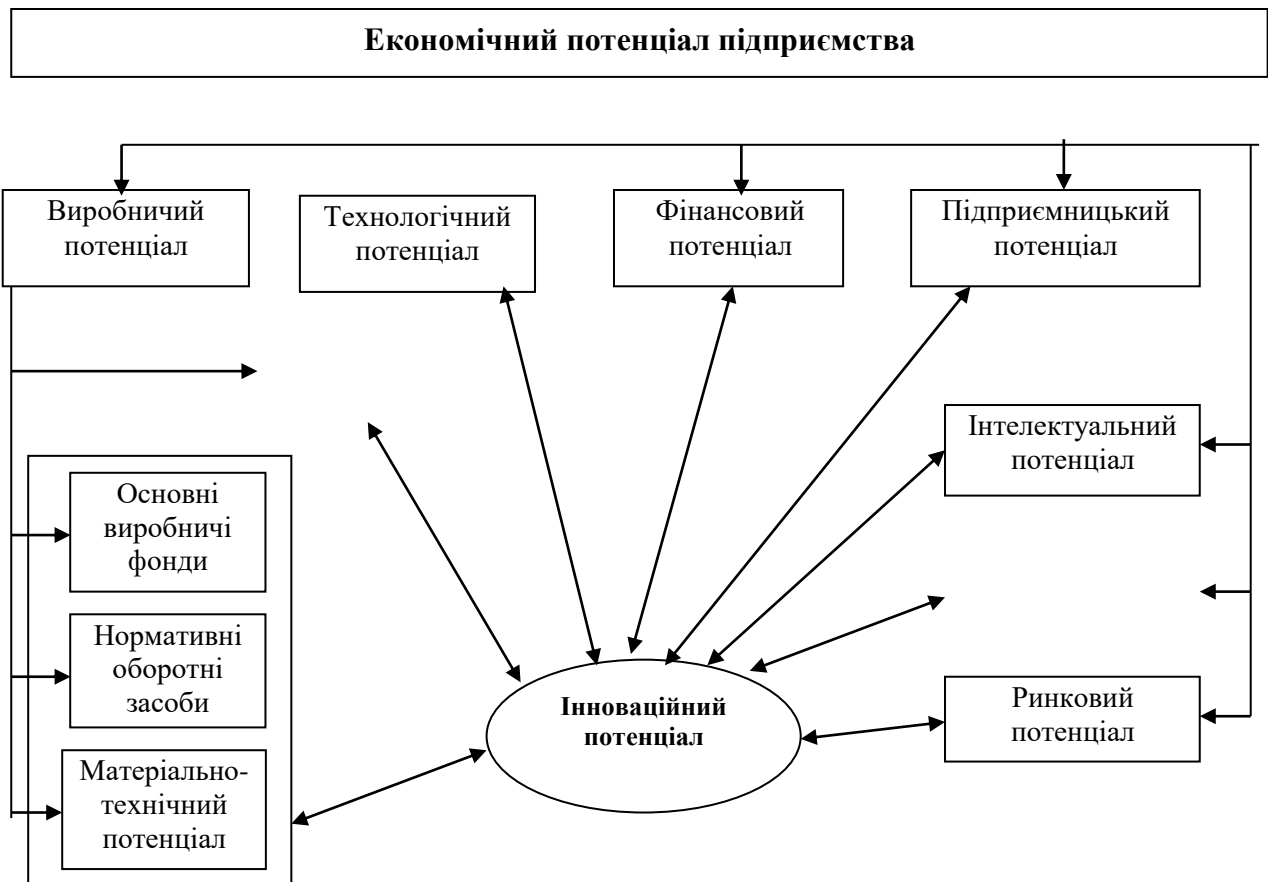 Економічний потенціал підприємства
Виробничий
потенціал
Технологічний
потенціал
Фінансовий
потенціал
Підприємницький
потенціал
Інтелектуальний
потенціал
Основні
виробничі
фонди
Нормативні
оборотні
засоби
Інноваційний
потенціал
Ринковий
потенціал
Матеріально-
технічний
потенціал